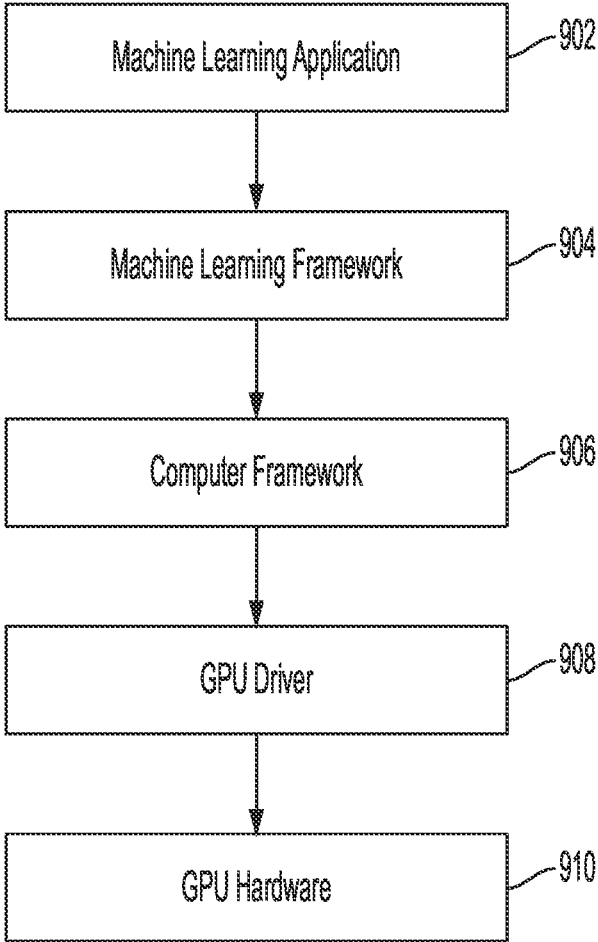 Machine Learning Application
902
Machine Learning Framework
904
Computer Framework
906
GPU Driver
908
GPU Hardware
910